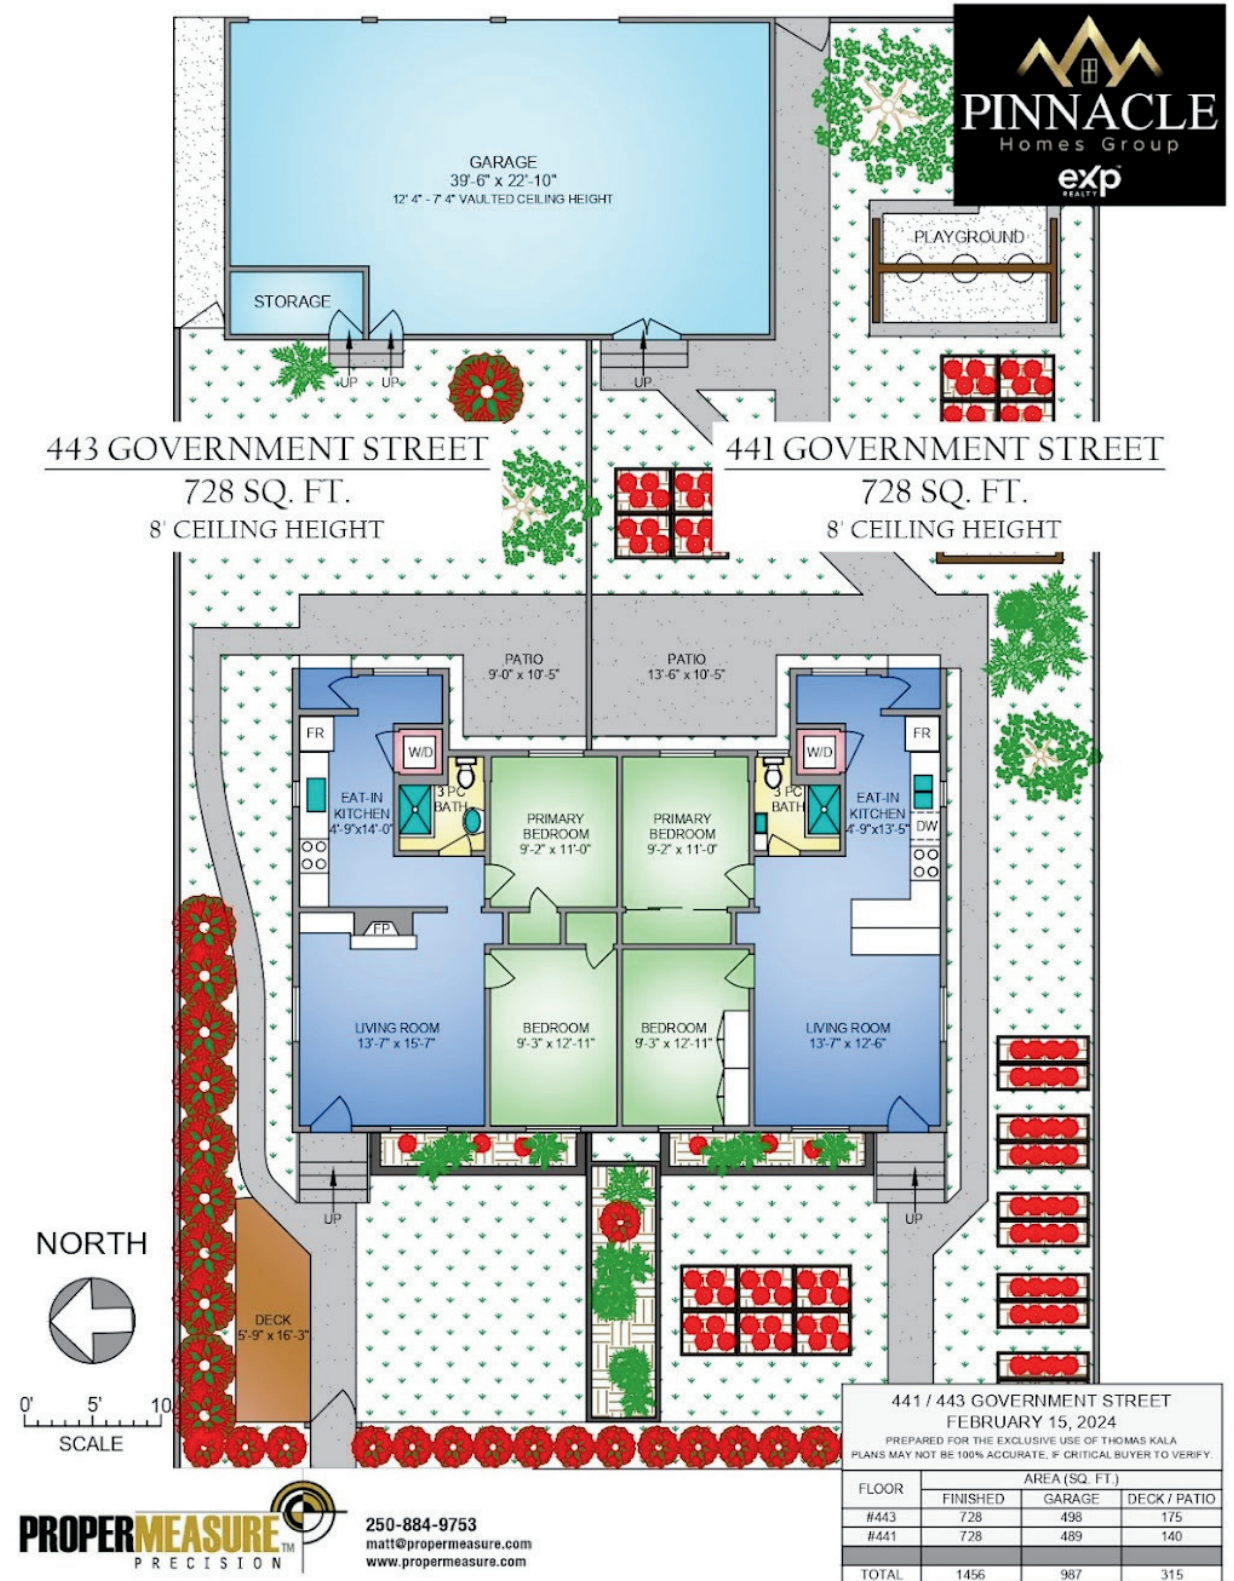 PINNACLE
Homes Group
eXp
REALTY
GARAGE
39'-6" x 22'-10"
12' 4" - 7' 4" VAULTED CEILING HEIGHT
STORAGE
PLAYGROUND
UP
UP
UP
443 GOVERNMENT STREET
728 SQ. FT.
8' CEILING HEIGHT
441 GOVERNMENT STREET
728 SQ. FT.
8' CEILING HEIGHT
PATIO
9'-0" x 10'-5"
PATIO
13'-6" x 10'-5"
FR
W/D
W/D
FR
3 PC
BATH
3 PC
BATH
EAT-IN
KITCHEN
4'-9"x14'-0"
PRIMARY
BEDROOM
9'-2" x 11'-0"
PRIMARY
BEDROOM
9'-2" x 11'-0"
EAT-IN
KITCHEN
4'-9"x13'-5"
DW
FP
LIVING ROOM
13'-7" x 15'-7"
BEDROOM
9'-3" x 12'-11"
BEDROOM
9'-3" x 12'-11"
LIVING ROOM
13'-7" x 12'-6"
UP
UP
NORTH
DECK
5'-9" x 16'-3"
0' 5' 10
SCALE
441 / 443 GOVERNMENT STREET
FEBRUARY 15, 2024
PREPARED FOR THE EXCLUSIVE USE OF THOMAS KALA
PLANS MAY NOT BE 100% ACCURATE, IF CRITICAL BUYER TO VERIFY.
FLOOR AREA (SQ. FT.)
FINISHED GARAGE DECK / PATIO
#443 728 498 175
#441 728 489 140
TOTAL 1456 987 315
PROPERMEASURE TM
PRECISION
250-884-9753
matt@propermeasure.com
www.propermeasure.com